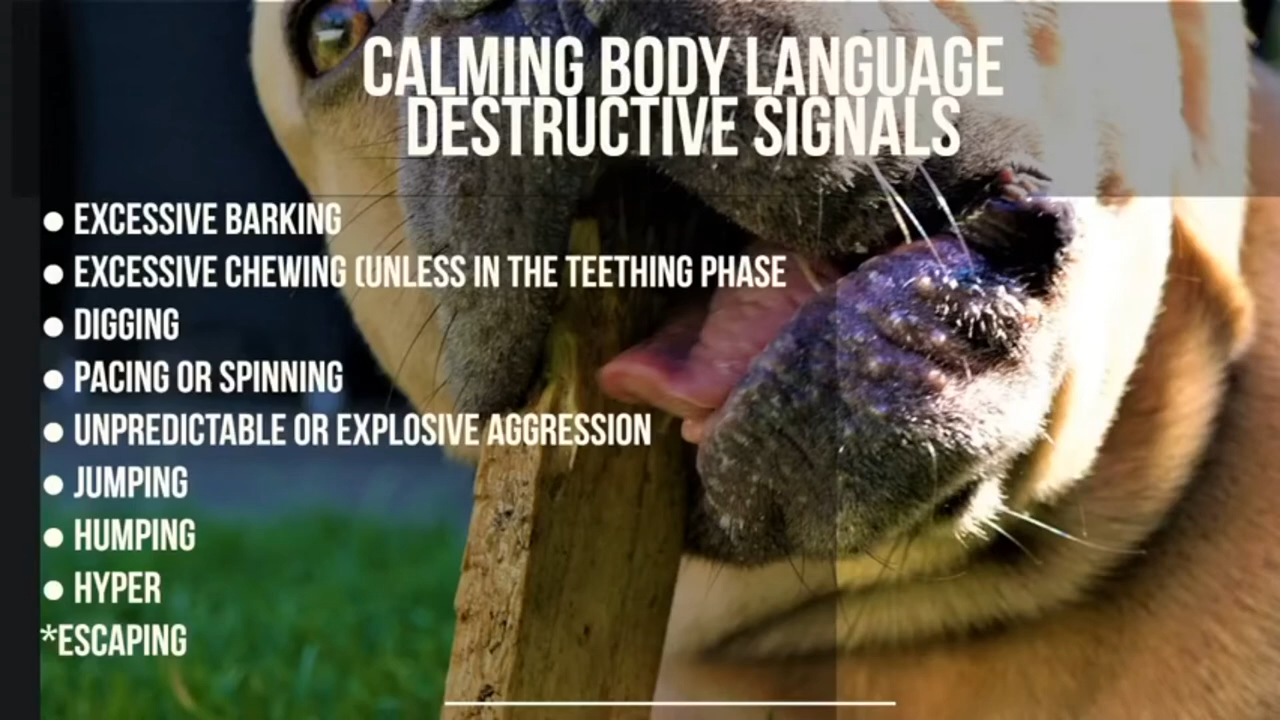 CALMING BODY LANGUAGE
DESTRUCTIVE SIGNALS
● EXCESSIVE BARKING
● EXCESSIVE CHEWING (UNLESS IN THE TEETHING PHASE
● DIGGING
● PACING OR SPINNING
● UNPREDICTABLE OR EXPLOSIVE AGGRESSION
● JUMPING
● HUMPING
● HYPER
*ESCAPING